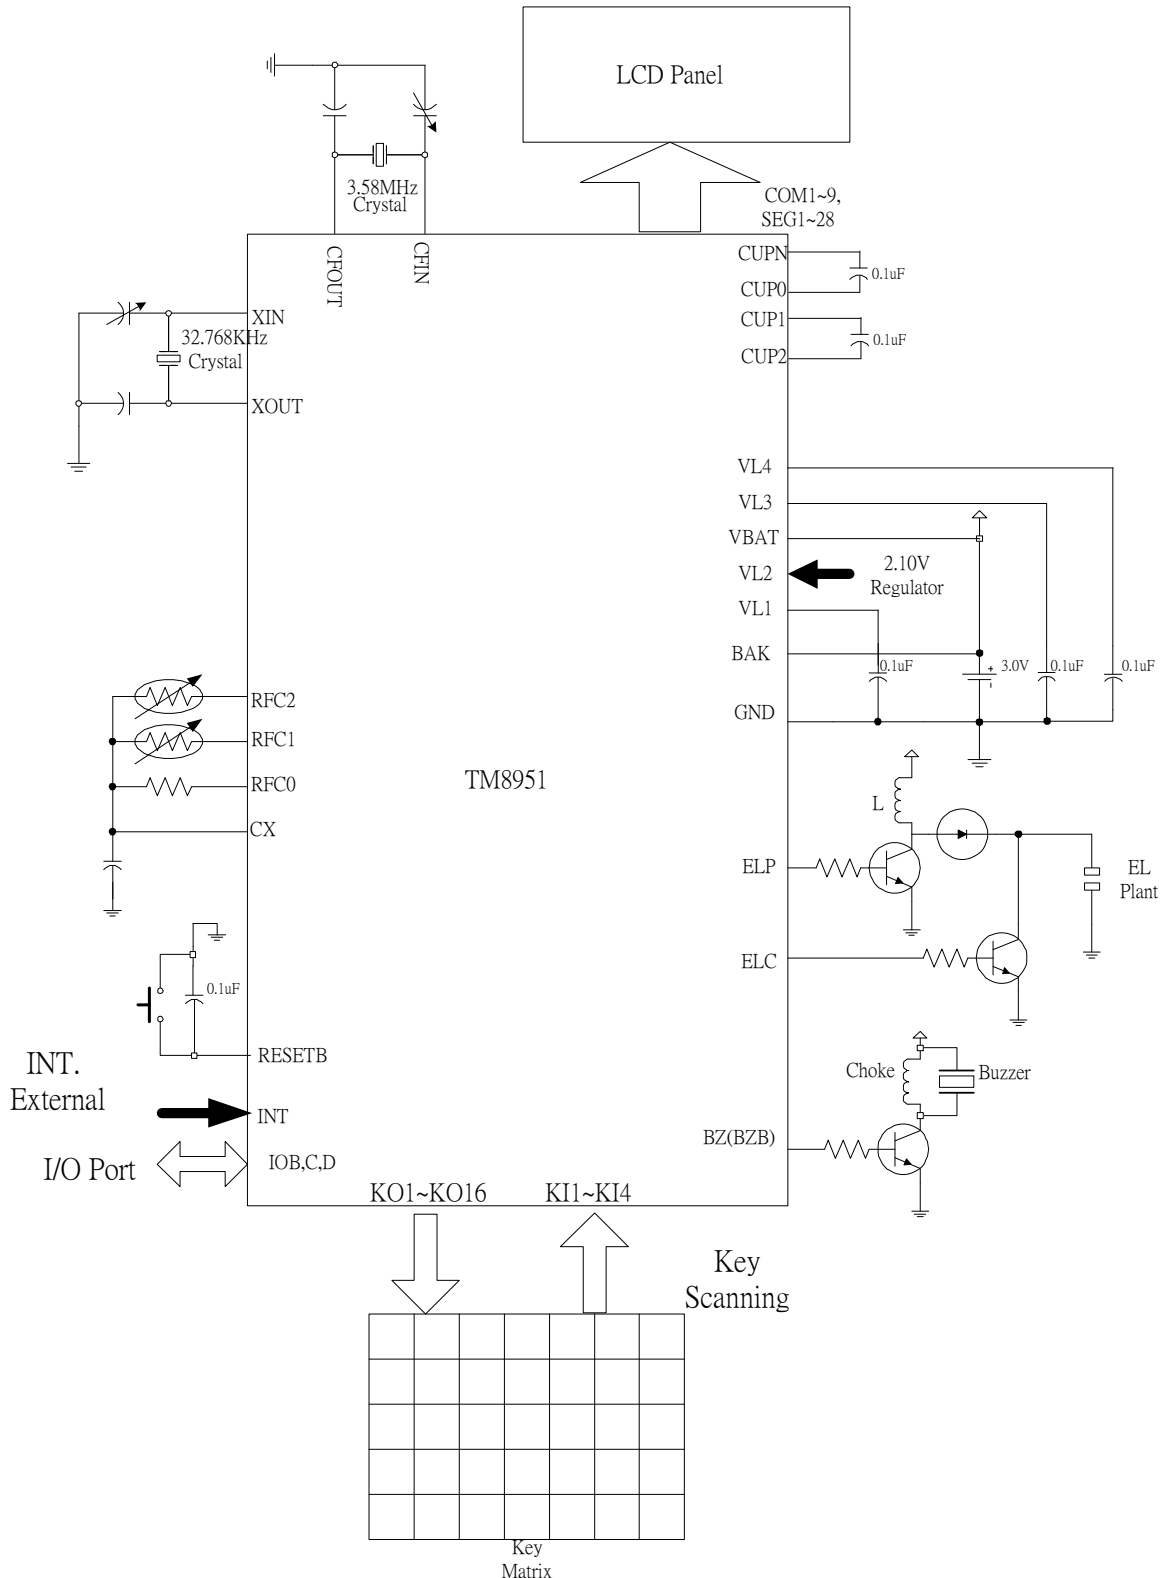 LCD Panel
3.58MHz
Crystal
COM1~9,
SEG1~28
CFOUT
CFIN
CUPN
0.1uF
CUP0
XIN
CUP1
32.768KHz
Crystal
0.1uF
CUP2
XOUT
VL4
VL3
VBAT
VL2
2.10V
Regulator
VL1
BAK
0.1uF
+
3.0V
-
0.1uF
0.1uF
RFC2
GND
RFC1
TM8951
RFC0
L
CX
ELP
EL
Plant
ELC
0.1uF
RESETB
INT.
External
Choke
Buzzer
INT
BZ(BZB)
I/O Port
IOB,C,D
KO1~KO16
KI1~KI4
Key
Scanning
Key
Matrix